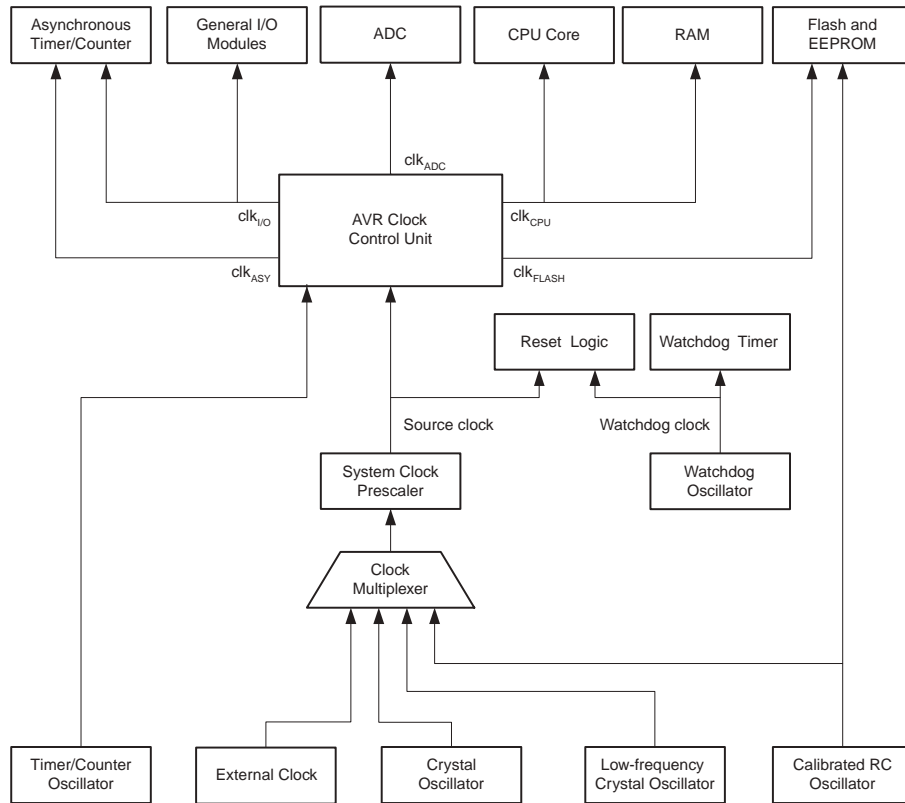 Asynchronous
Timer/Counter
General I/O
Modules
ADC
CPU Core
RAM
Flash and
EEPROM
clkADC
clkI/O
AVR Clock
Control Unit
clkCPU
clkASY
clkFLASH
Reset Logic
Watchdog Timer
Source clock
Watchdog clock
System Clock
Prescaler
Watchdog
Oscillator
Clock
Multiplexer
Timer/Counter
Oscillator
External Clock
Crystal
Oscillator
Low-frequency
Crystal Oscillator
Calibrated RC
Oscillator